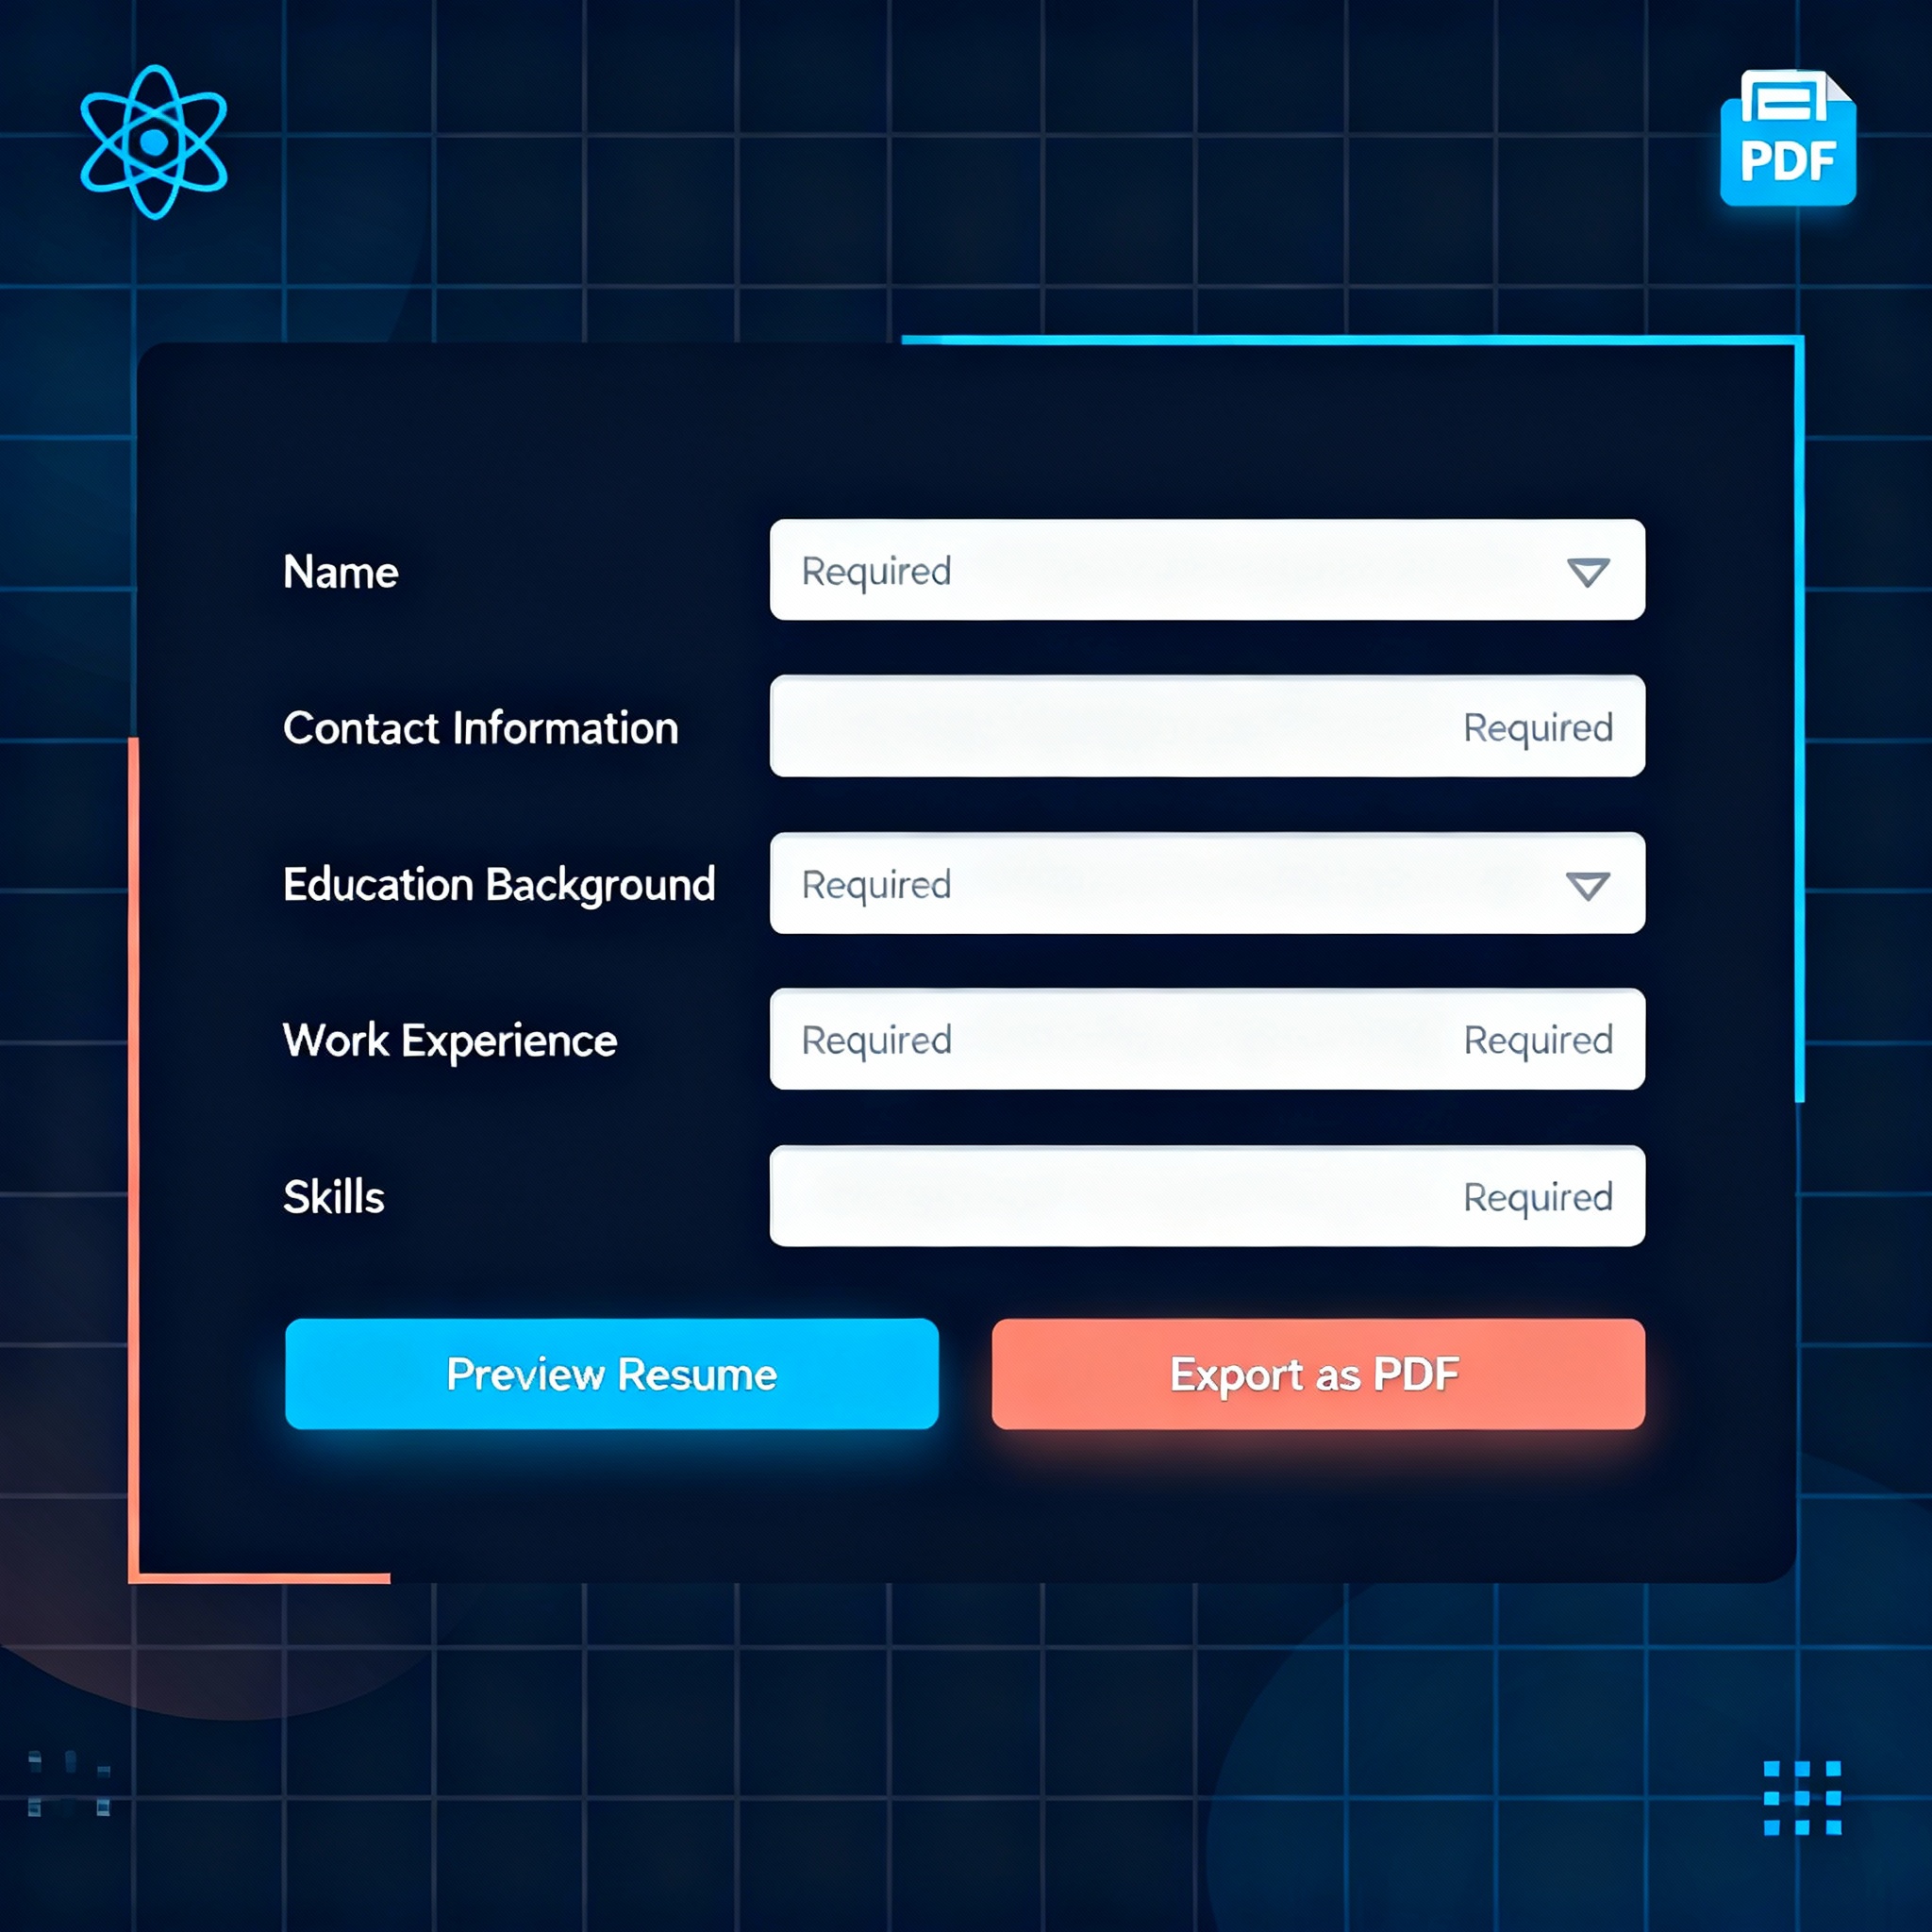 PDF
Name Required
Contact Information Required
Education Background Required
Work Experience Required Required
Skills Required
Preview Resume Export as PDF